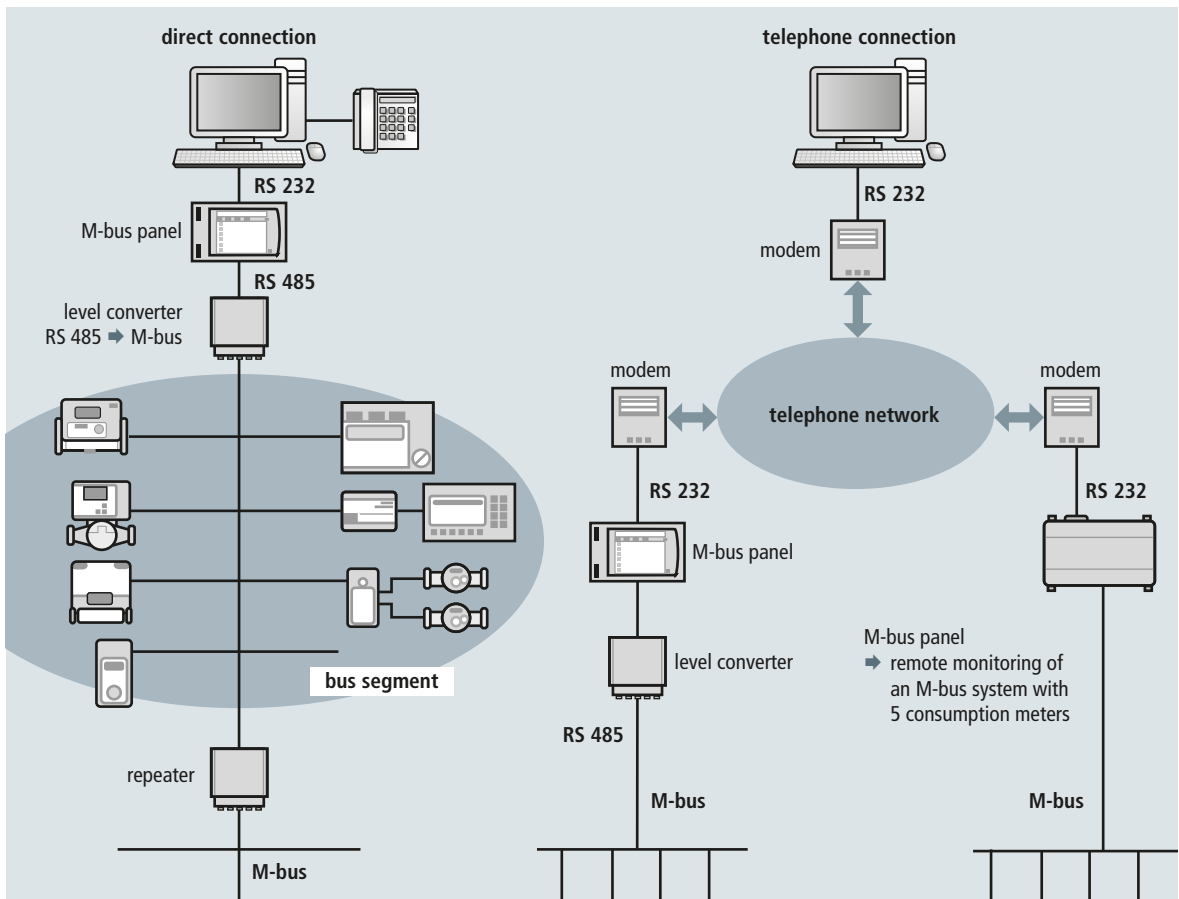 direct connection
RS 232
M-bus panel
RS 485
level converter
RS 485 ➡ M-bus
bus segment
repeater
M-bus
telephone connection
RS 232
modem
telephone network
modem
RS 232
M-bus panel
level converter
RS 485
M-bus
modem
RS 232
M-bus panel
➡ remote monitoring of
an M-bus system with
5 consumption meters
M-bus